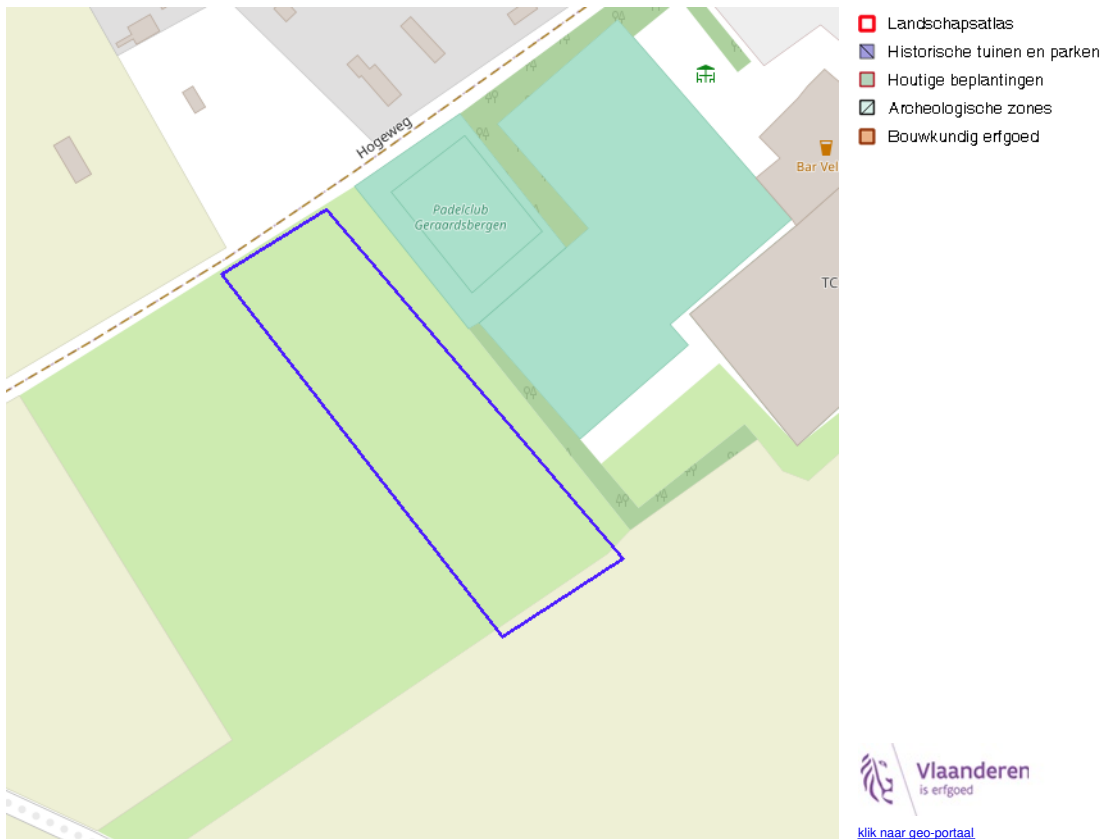 Hogeweg
Padelclub
Geraardsbergen
Bar Vel
TC
Landschapsatlas
Historische tuinen en parken
Houtige beplantingen
Archeologische zones
Bouwkundig erfgoed
Vlaanderen
is erfgoed
klik naar geo-portaal